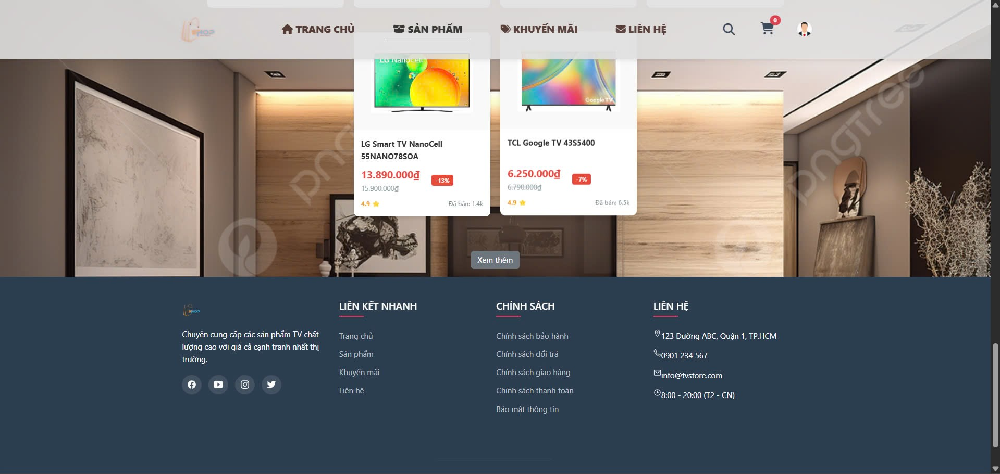 SHOP
TRANG CHỦ
SẢN PHẨM
KHUYẾN MÃI
LIÊN HỆ
0
LG NanoCell
Google TV
pngtree
LG Smart TV NanoCell
55NANO78SQA
13.890.000₫
-13%
15.900.000₫
4.9
Đã bán: 1.4k
TCL Google TV 43S5400
6.250.000₫
-7%
6.790.000₫
4.9
Đã bán: 6.5k
Xem thêm
SHOP
Chuyên cung cấp các sản phẩm TV chất
lượng cao với giá cả cạnh tranh nhất thị
trường.
LIÊN KẾT NHANH
Trang chủ
Sản phẩm
Khuyến mãi
Liên hệ
CHÍNH SÁCH
Chính sách bảo hành
Chính sách đổi trả
Chính sách giao hàng
Chính sách thanh toán
Bảo mật thông tin
LIÊN HỆ
123 Đường ABC, Quận 1, TP.HCM
0901 234 567
info@tvstore.com
8:00 - 20:00 (T2 - CN)